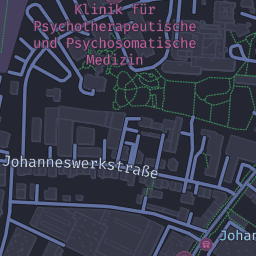 Klinik für
Psychotherapeutische
und Psychosomatische
Medizin
Johanneswerkstraße